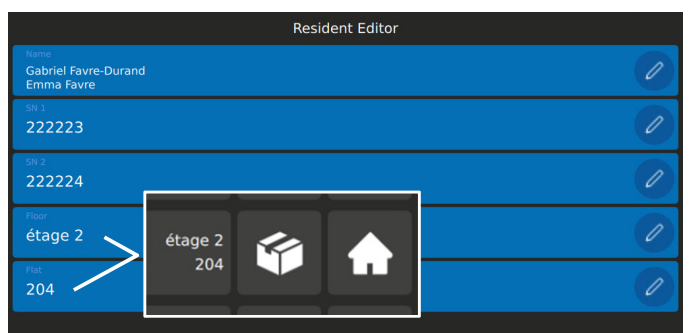 Resident Editor
Name
Gabriel Favre-Durand
Emma Favre
SN 1
222223
SN 2
222224
Floor
étage 2
Flat
204
étage 2
204